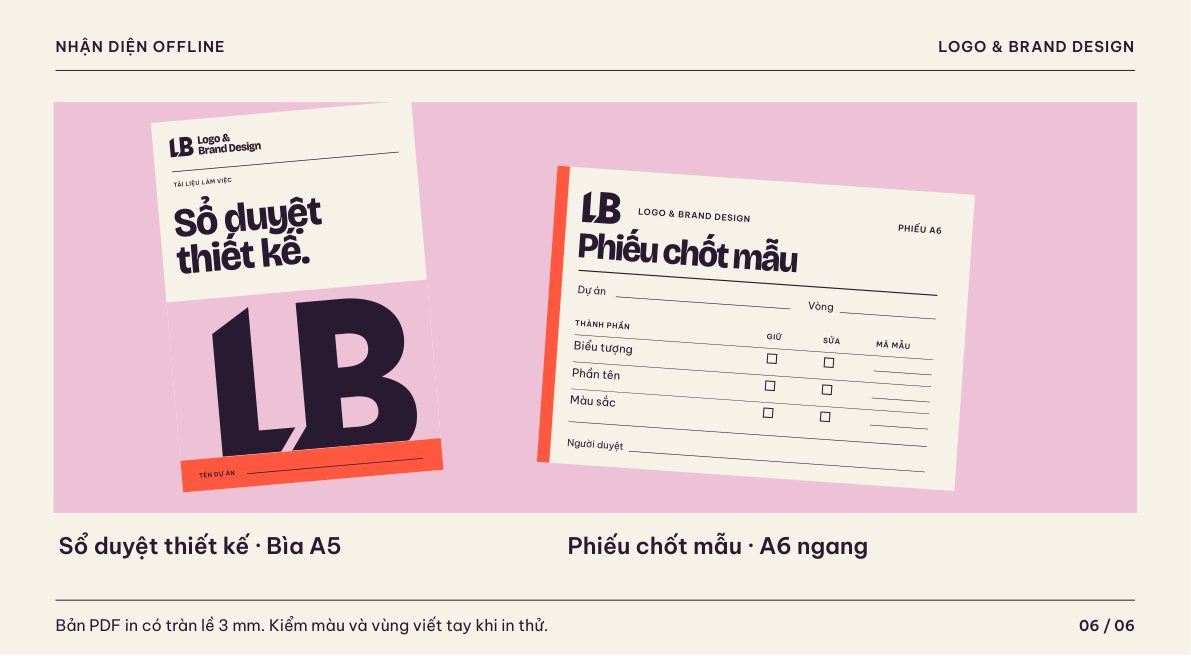 NHẬN DIỆN OFFLINE
LOGO & BRAND DESIGN
LB Logo &
Brand Design
TÀI LIỆU LÀM VIỆC
Sổ duyệt
thiết kế.
LB
TÊN DỰ ÁN
LB LOGO & BRAND DESIGN
PHIẾU A6
Phiếu chốt mẫu
Dự án
Vòng
THÀNH PHẦN GIỮ SỬA MÃ MẪU
Biểu tượng
Phần tên
Màu sắc
Người duyệt
Sổ duyệt thiết kế · Bìa A5
Phiếu chốt mẫu · A6 ngang
Bản PDF in có tràn lề 3 mm. Kiểm màu và vùng viết tay khi in thử.
06 / 06